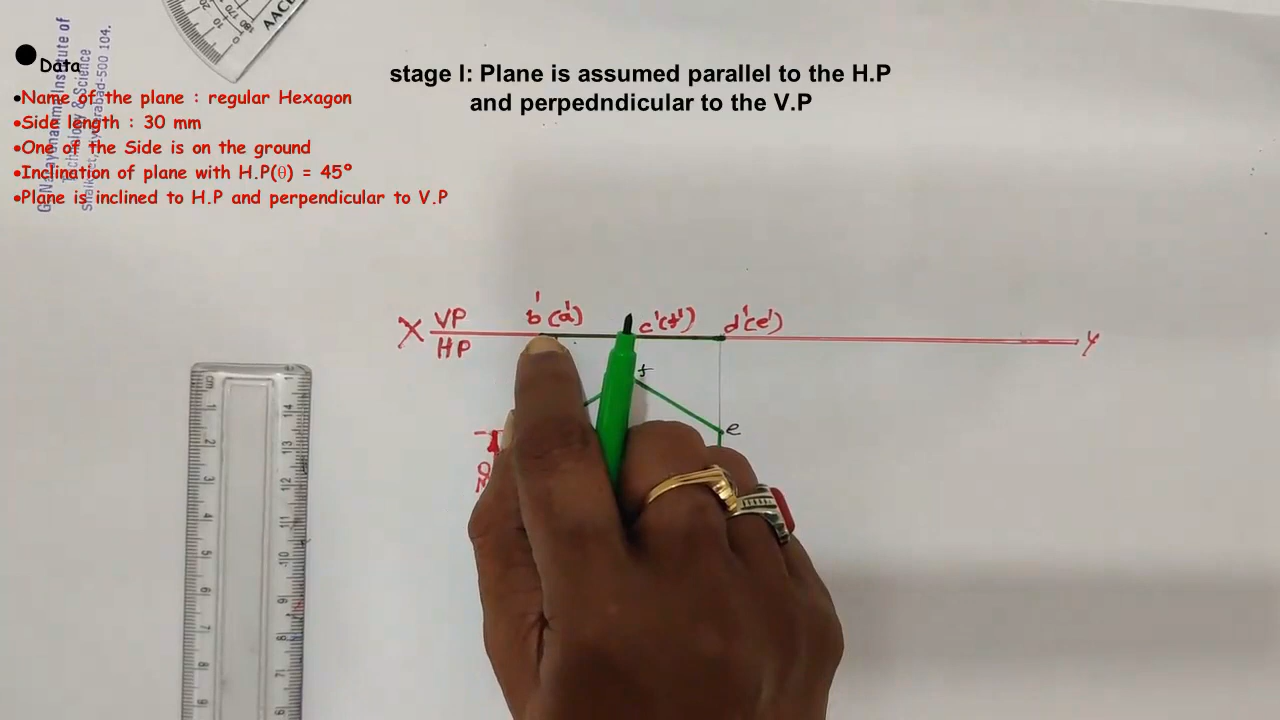 Data
stage I: Plane is assumed parallel to the H.P
and perpedndicular to the V.P
•Name of the plane : regular Hexagon
•Side length : 30 mm
•One of the Side is on the ground
•Inclination of plane with H.P(θ) = 45°
•Plane is inclined to H.P and perpendicular to V.P
X VP b'(a') c'(f') d'(e') Y
HP
f
e